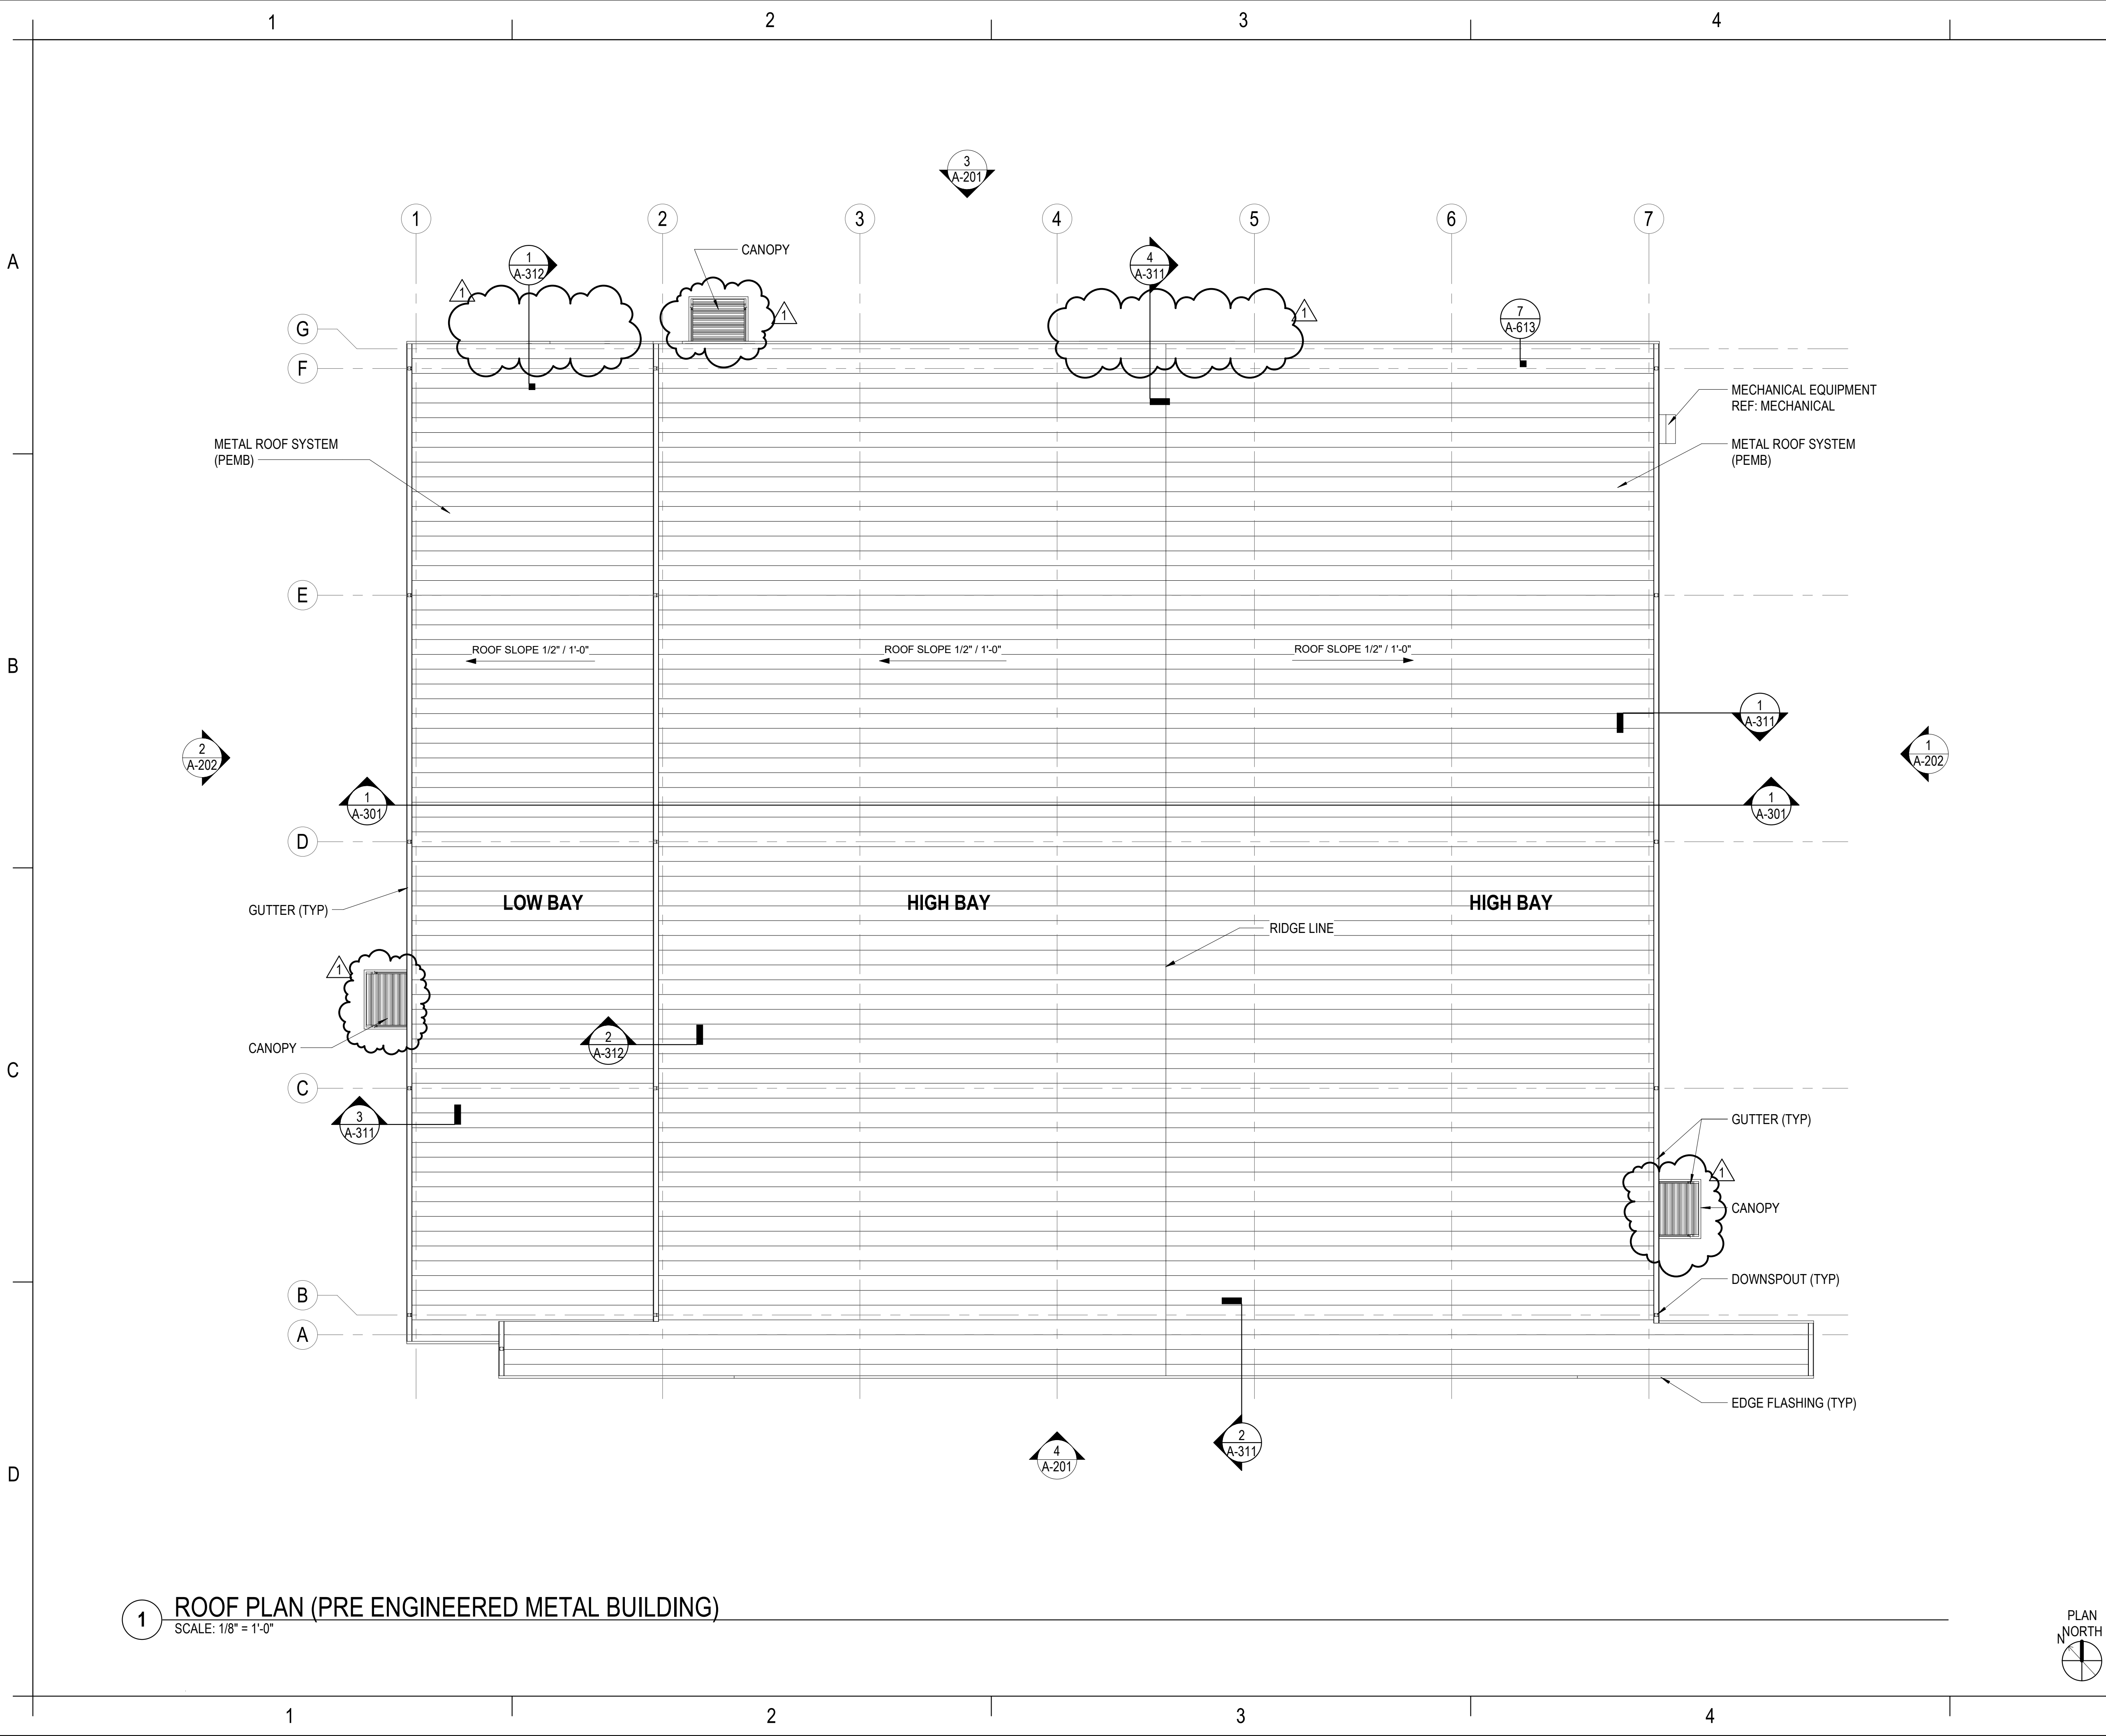 1
2
3
4
A
B
C
D
3
A-201
1
2
3
4
5
6
7
CANOPY
1
A-312
4
A-311
1
1
1
7
A-613
G
F
MECHANICAL EQUIPMENT
REF: MECHANICAL
METAL ROOF SYSTEM
(PEMB)
METAL ROOF SYSTEM
(PEMB)
E
ROOF SLOPE 1/2" / 1'-0"
ROOF SLOPE 1/2" / 1'-0"
ROOF SLOPE 1/2" / 1'-0"
1
A-311
2
A-202
1
A-202
1
A-301
1
A-301
D
LOW BAY
HIGH BAY
HIGH BAY
GUTTER (TYP)
RIDGE LINE
1
CANOPY
2
A-312
C
3
A-311
GUTTER (TYP)
1
CANOPY
DOWNSPOUT (TYP)
B
A
EDGE FLASHING (TYP)
4
A-201
2
A-311
1
ROOF PLAN (PRE ENGINEERED METAL BUILDING)
SCALE: 1/8" = 1'-0"
PLAN
NORTH
N
1
2
3
4